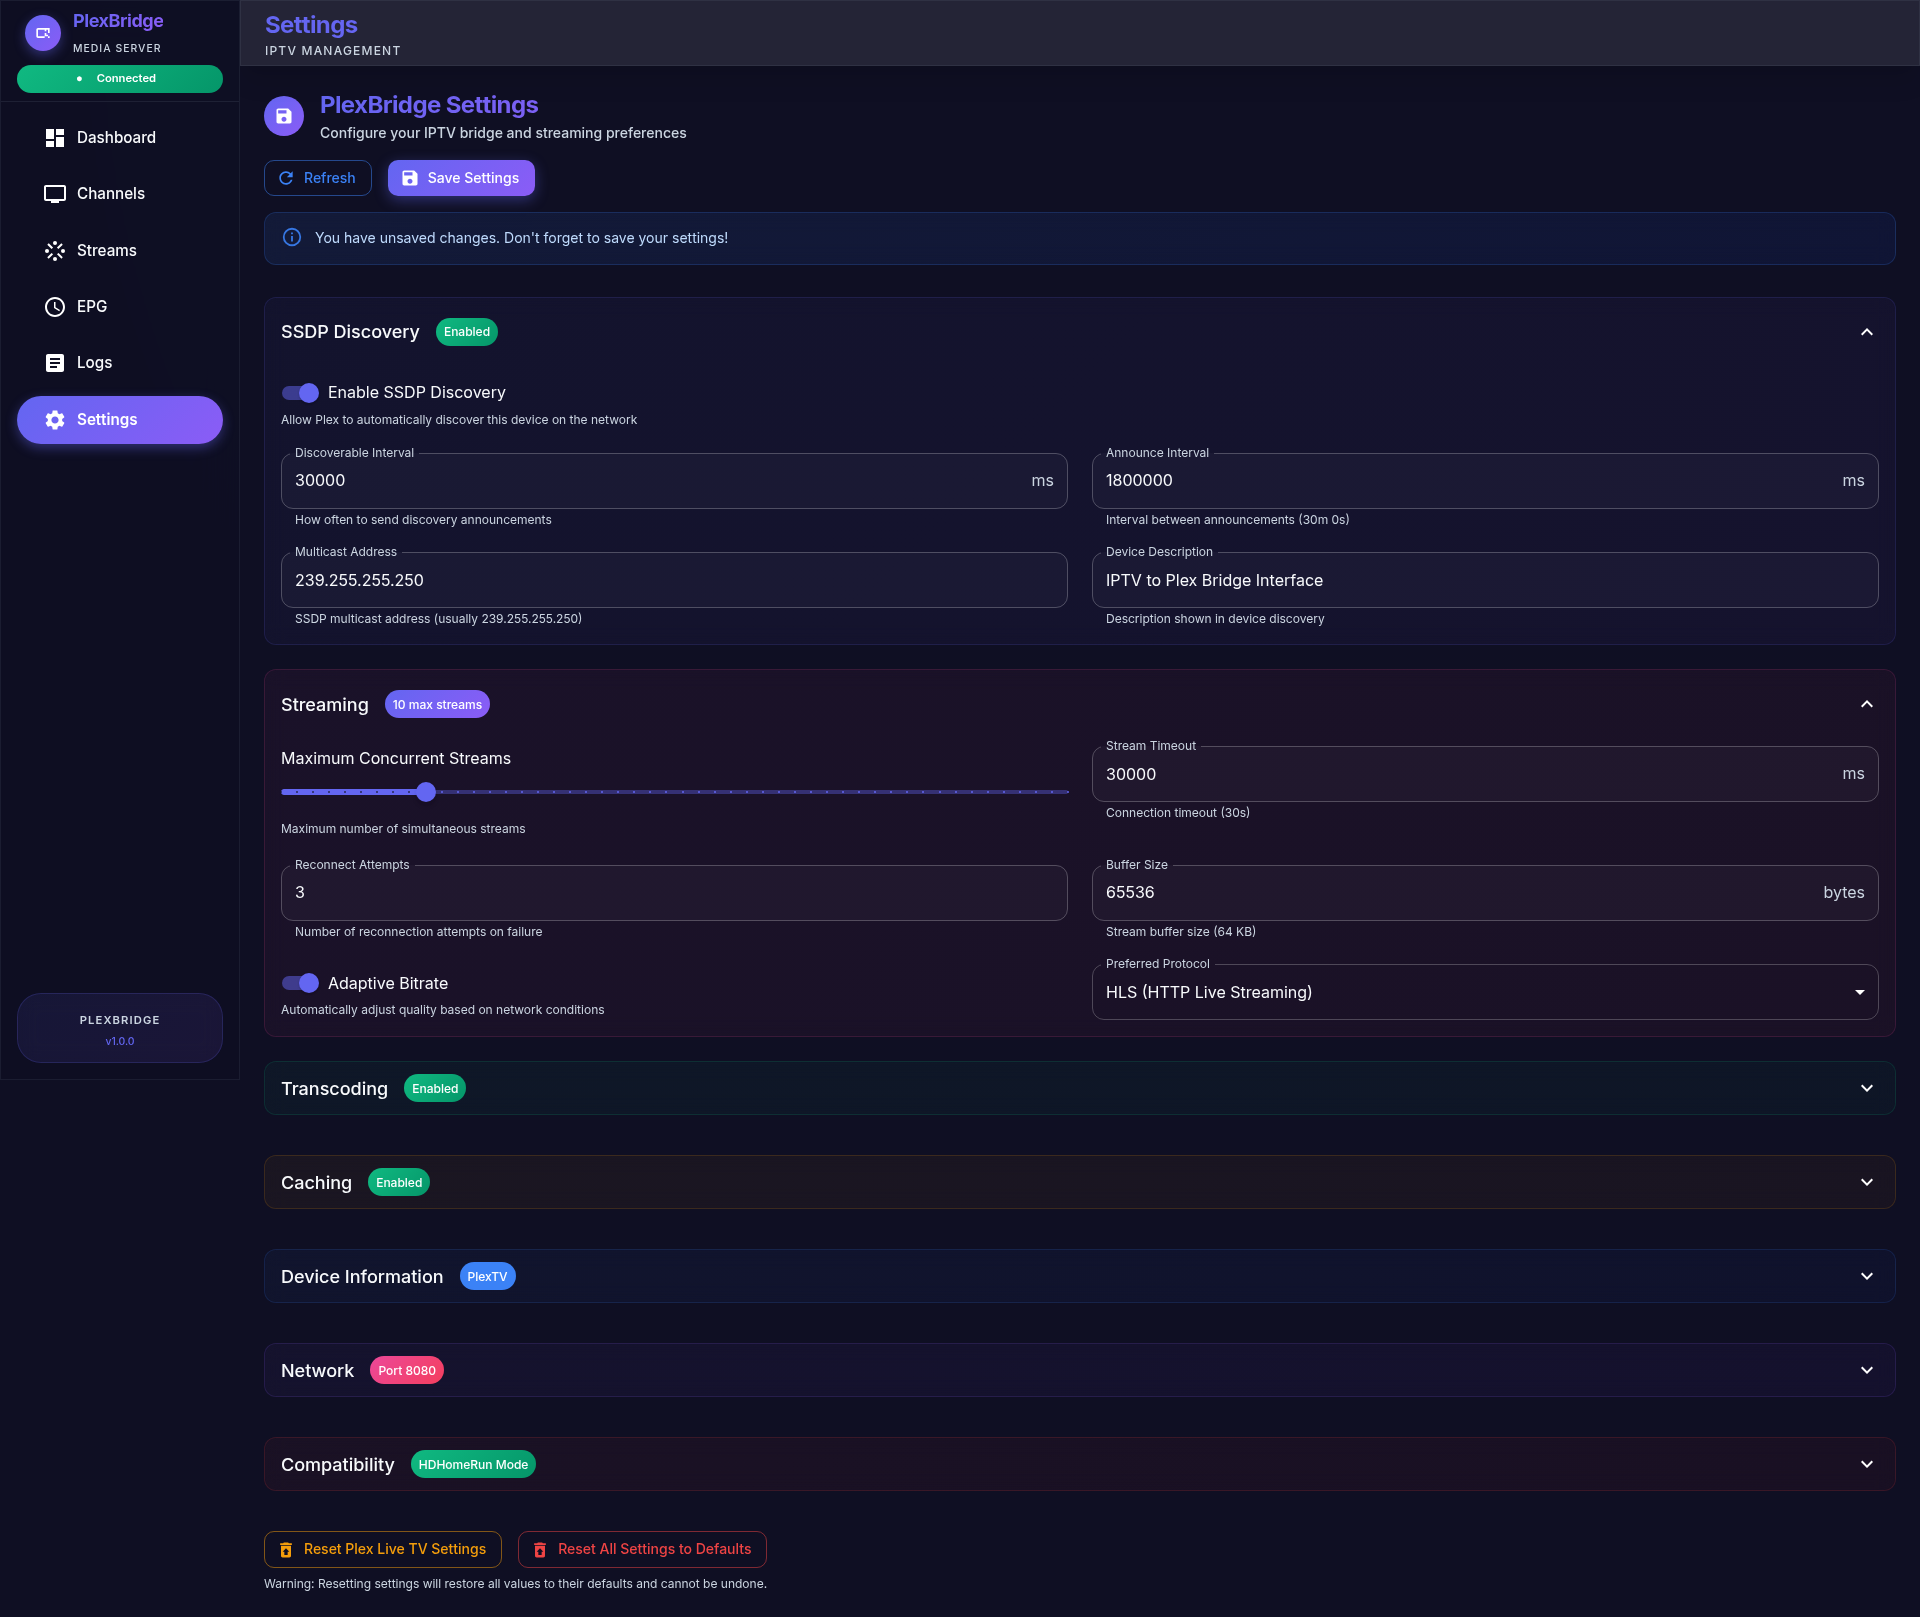 PlexBridge
MEDIA SERVER
Connected
Dashboard
Channels
Streams
EPG
Logs
Settings
PLEXBRIDGE
v1.0.0
Settings
IPTV MANAGEMENT
PlexBridge Settings
Configure your IPTV bridge and streaming preferences
Refresh
Save Settings
You have unsaved changes. Don't forget to save your settings!
SSDP Discovery
Enabled
Enable SSDP Discovery
Allow Plex to automatically discover this device on the network
Discoverable Interval
30000
ms
How often to send discovery announcements
Announce Interval
1800000
ms
Interval between announcements (30m 0s)
Multicast Address
239.255.255.250
SSDP multicast address (usually 239.255.255.250)
Device Description
IPTV to Plex Bridge Interface
Description shown in device discovery
Streaming
10 max streams
Maximum Concurrent Streams
Maximum number of simultaneous streams
Stream Timeout
30000
ms
Connection timeout (30s)
Reconnect Attempts
3
Number of reconnection attempts on failure
Buffer Size
65536
bytes
Stream buffer size (64 KB)
Adaptive Bitrate
Automatically adjust quality based on network conditions
Preferred Protocol
HLS (HTTP Live Streaming)
Transcoding
Enabled
Caching
Enabled
Device Information
PlexTV
Network
Port 8080
Compatibility
HDHomeRun Mode
Reset Plex Live TV Settings
Reset All Settings to Defaults
Warning: Resetting settings will restore all values to their defaults and cannot be undone.